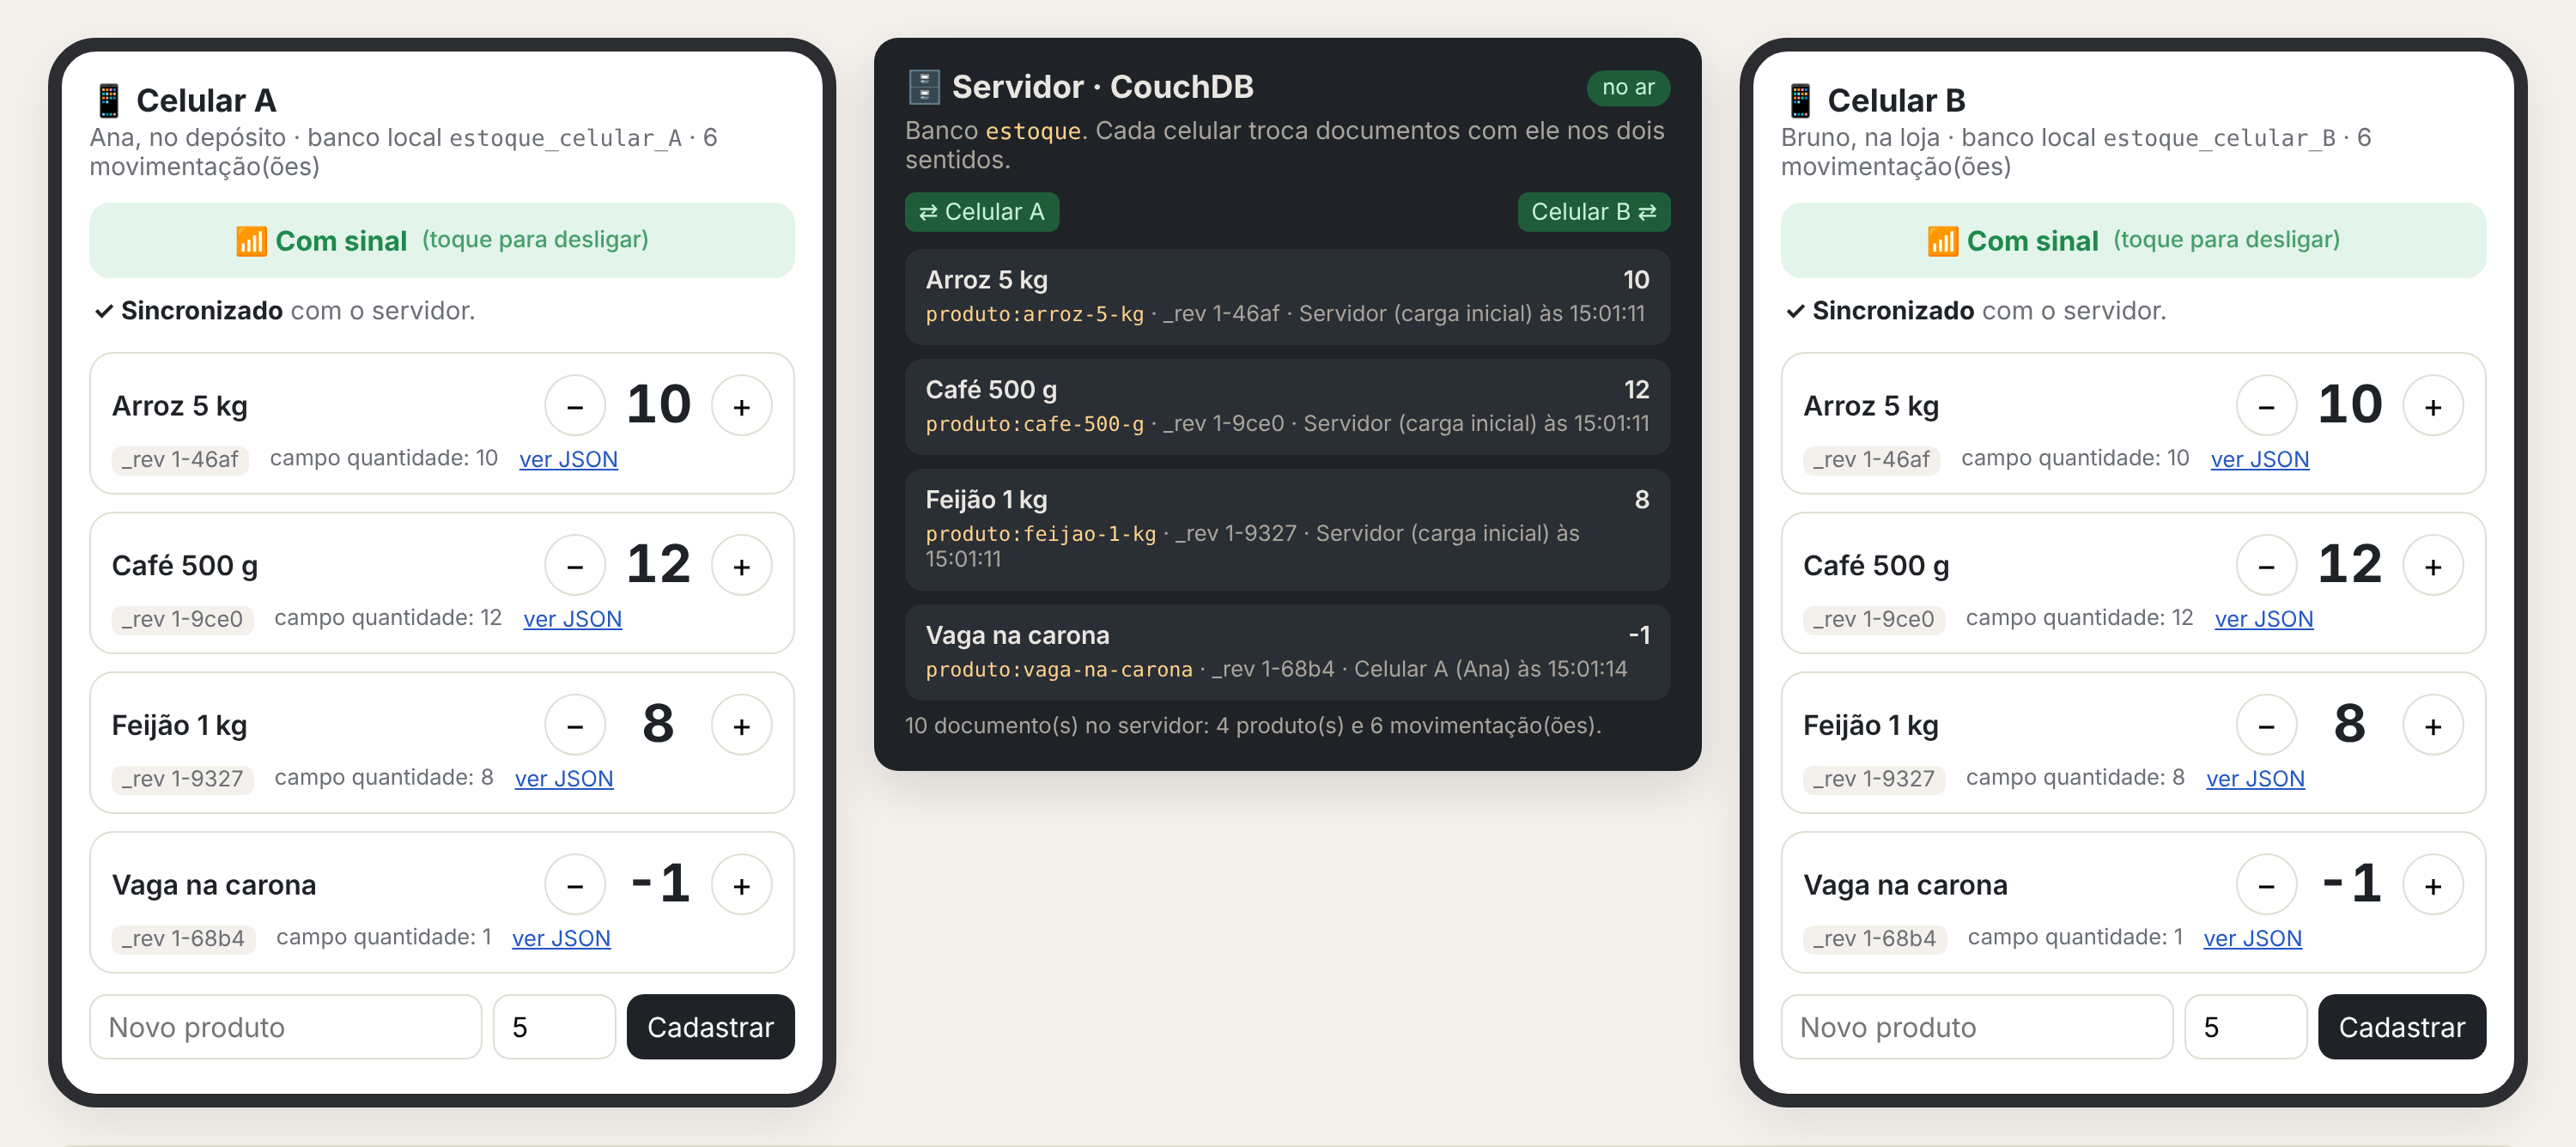 📱 Celular A
Ana, no depósito · banco local estoque_celular_A · 6
movimentação(ões)
📶 Com sinal (toque para desligar)
✓ Sincronizado com o servidor.
Arroz 5 kg
− 10 +
_rev 1-46af campo quantidade: 10 ver JSON
Café 500 g
− 12 +
_rev 1-9ce0 campo quantidade: 12 ver JSON
Feijão 1 kg
− 8 +
_rev 1-9327 campo quantidade: 8 ver JSON
Vaga na carona
− -1 +
_rev 1-68b4 campo quantidade: 1 ver JSON
Novo produto 5 Cadastrar
🗄️ Servidor · CouchDB no ar
Banco estoque. Cada celular troca documentos com ele nos dois
sentidos.
⇄ Celular A Celular B ⇄
Arroz 5 kg 10
produto:arroz-5-kg · _rev 1-46af · Servidor (carga inicial) às 15:01:11
Café 500 g 12
produto:cafe-500-g · _rev 1-9ce0 · Servidor (carga inicial) às 15:01:11
Feijão 1 kg 8
produto:feijao-1-kg · _rev 1-9327 · Servidor (carga inicial) às
15:01:11
Vaga na carona -1
produto:vaga-na-carona · _rev 1-68b4 · Celular A (Ana) às 15:01:14
10 documento(s) no servidor: 4 produto(s) e 6 movimentação(ões).
📱 Celular B
Bruno, na loja · banco local estoque_celular_B · 6
movimentação(ões)
📶 Com sinal (toque para desligar)
✓ Sincronizado com o servidor.
Arroz 5 kg
− 10 +
_rev 1-46af campo quantidade: 10 ver JSON
Café 500 g
− 12 +
_rev 1-9ce0 campo quantidade: 12 ver JSON
Feijão 1 kg
− 8 +
_rev 1-9327 campo quantidade: 8 ver JSON
Vaga na carona
− -1 +
_rev 1-68b4 campo quantidade: 1 ver JSON
Novo produto 5 Cadastrar